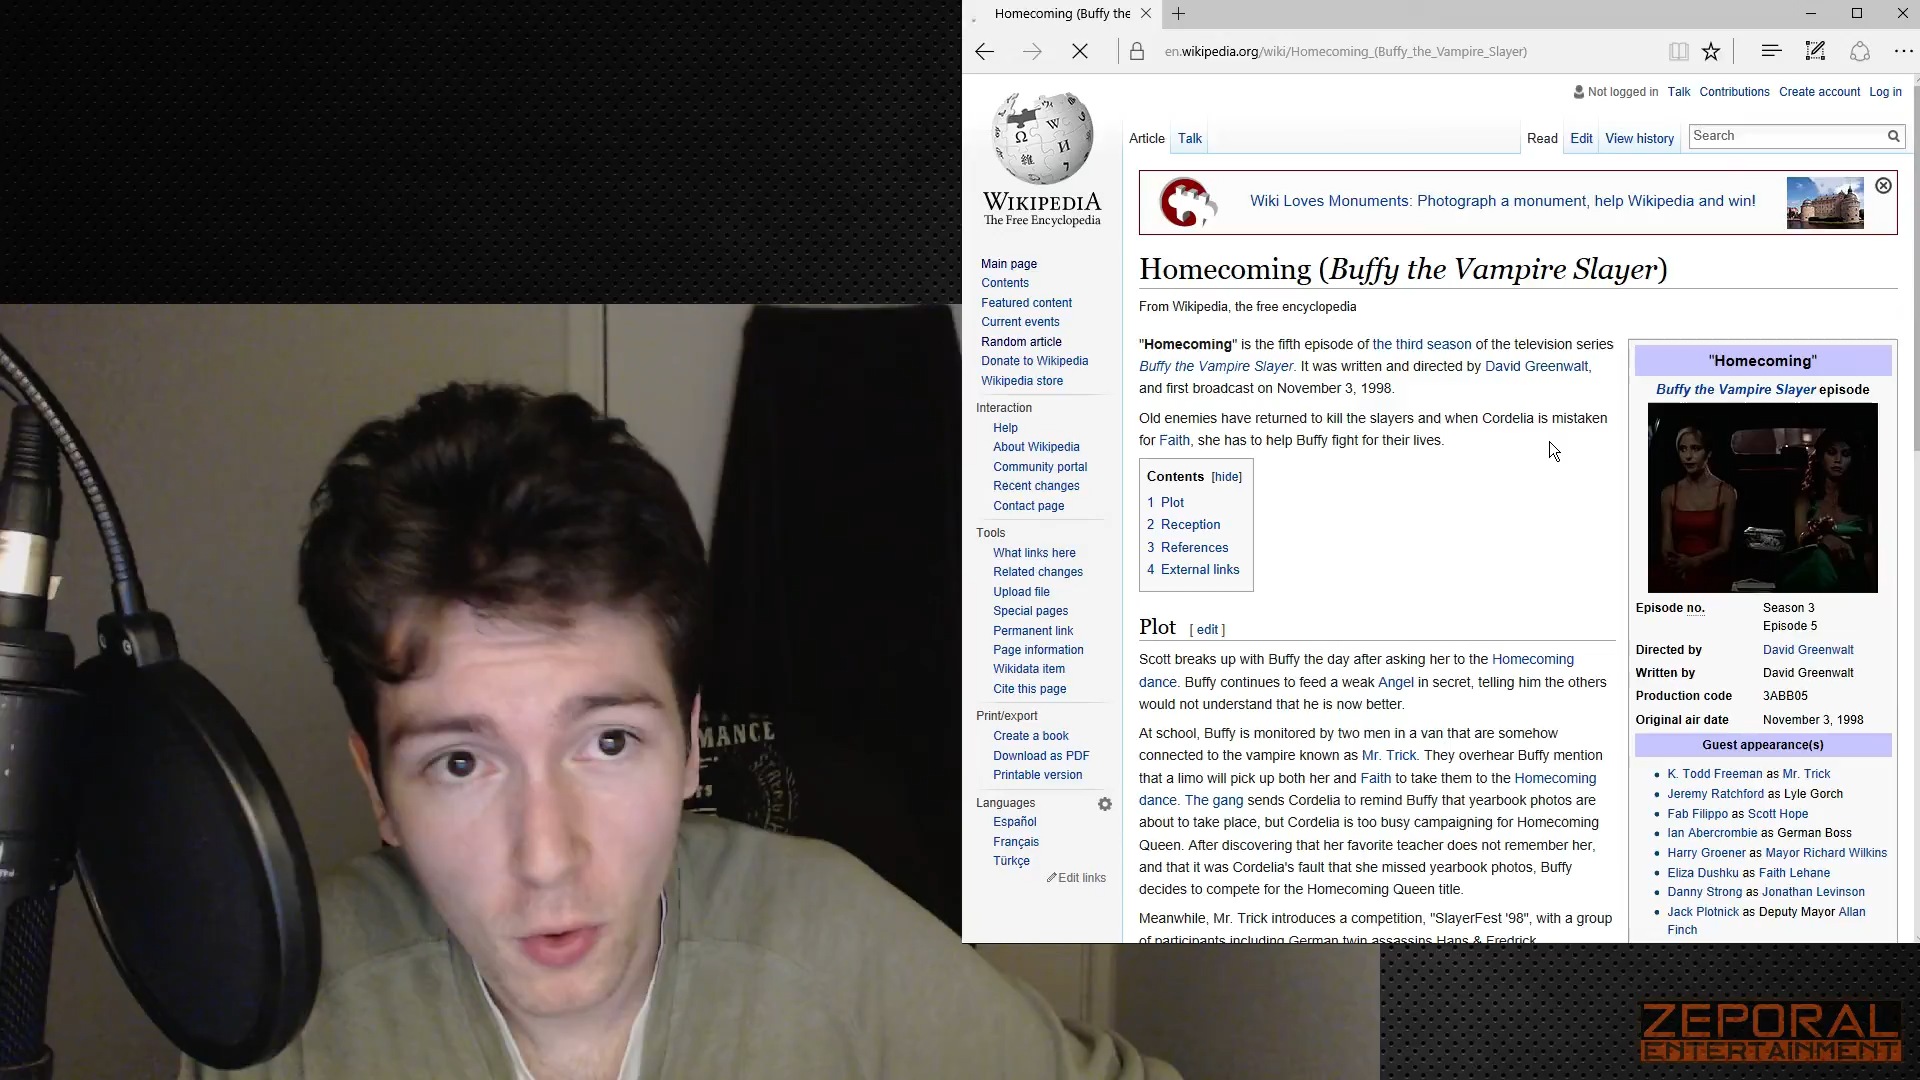 Homecoming (Buffy the
en.wikipedia.org/wiki/Homecoming_(Buffy_the_Vampire_Slayer)
Not logged in Talk Contributions Create account Log in
Article Talk Read Edit View history Search
WIKIPEDIA
The Free Encyclopedia
Main page
Contents
Featured content
Current events
Random article
Donate to Wikipedia
Wikipedia store
Interaction
Help
About Wikipedia
Community portal
Recent changes
Contact page
Tools
What links here
Related changes
Upload file
Special pages
Permanent link
Page information
Wikidata item
Cite this page
Print/export
Create a book
Download as PDF
Printable version
Languages
Español
Français
Türkçe
Edit links
Wiki Loves Monuments: Photograph a monument, help Wikipedia and win!
Homecoming (Buffy the Vampire Slayer)
From Wikipedia, the free encyclopedia
"Homecoming" is the fifth episode of the third season of the television series
Buffy the Vampire Slayer. It was written and directed by David Greenwalt,
and first broadcast on November 3, 1998.
Old enemies have returned to kill the slayers and when Cordelia is mistaken
for Faith, she has to help Buffy fight for their lives.
Contents [hide]
1 Plot
2 Reception
3 References
4 External links
Plot [ edit ]
Scott breaks up with Buffy the day after asking her to the Homecoming
dance. Buffy continues to feed a weak Angel in secret, telling him the others
would not understand that he is now better.
At school, Buffy is monitored by two men in a van that are somehow
connected to the vampire known as Mr. Trick. They overhear Buffy mention
that a limo will pick up both her and Faith to take them to the Homecoming
dance. The gang sends Cordelia to remind Buffy that yearbook photos are
about to take place, but Cordelia is too busy campaigning for Homecoming
Queen. After discovering that her favorite teacher does not remember her,
and that it was Cordelia's fault that she missed yearbook photos, Buffy
decides to compete for the Homecoming Queen title.
Meanwhile, Mr. Trick introduces a competition, "SlayerFest '98", with a group
of participants including German twin assassins Hans & Fredrick
"Homecoming"
Buffy the Vampire Slayer episode
Episode no. Season 3
Episode 5
Directed by David Greenwalt
Written by David Greenwalt
Production code 3ABB05
Original air date November 3, 1998
Guest appearance(s)
K. Todd Freeman as Mr. Trick
Jeremy Ratchford as Lyle Gorch
Fab Filippo as Scott Hope
Ian Abercrombie as German Boss
Harry Groener as Mayor Richard Wilkins
Eliza Dushku as Faith Lehane
Danny Strong as Jonathan Levinson
Jack Plotnick as Deputy Mayor Allan
Finch
MANCE
ZEPORAL
ENTERTAINMENT